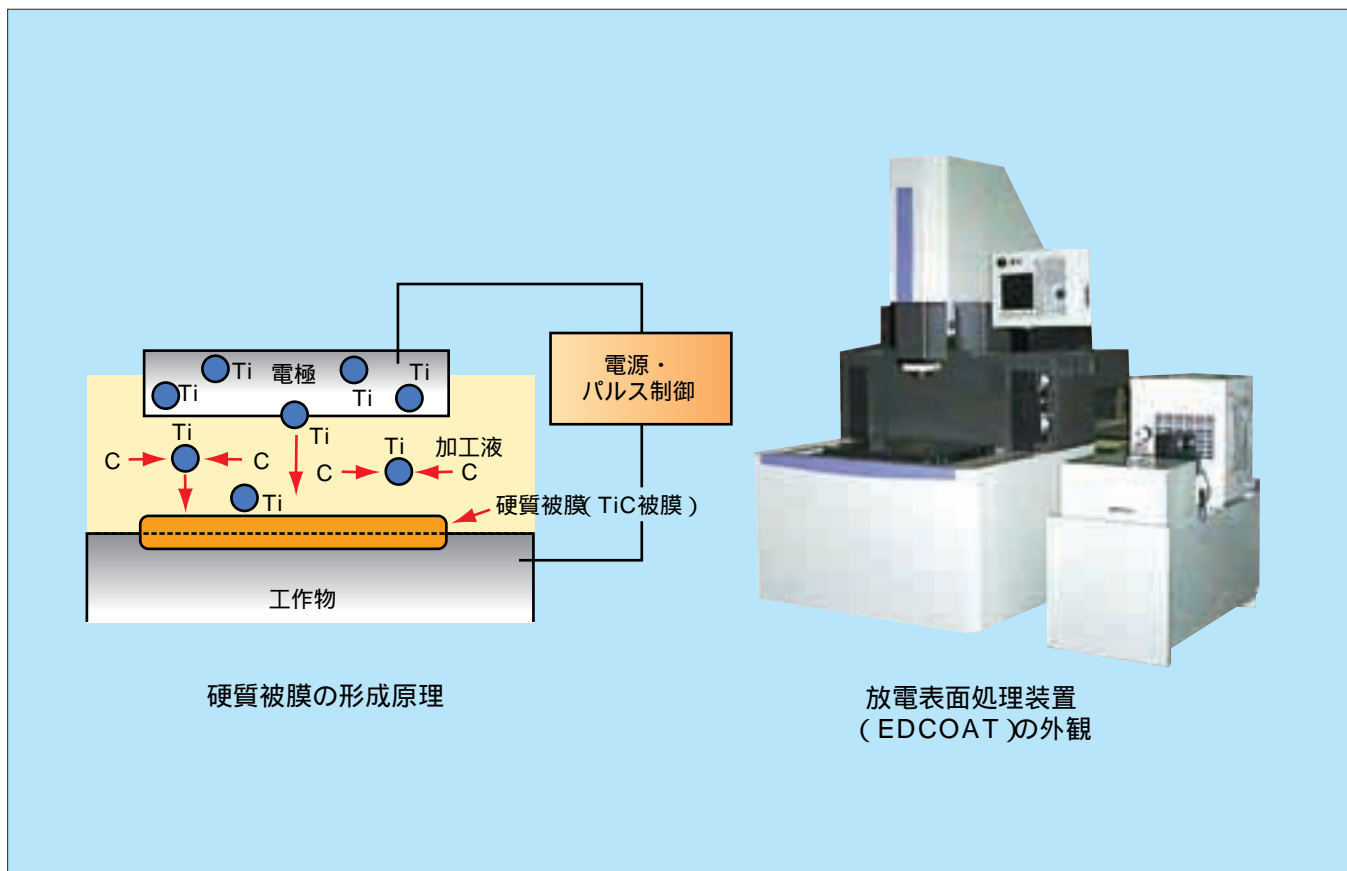 Ti
電極
Ti
Ti
Ti
Ti
電源・
パルス制御
Ti
加工液
C
C
Ti
C
C
Ti
硬質被膜(TiC被膜)
工作物
硬質被膜の形成原理
放電表面処理装置
(EDCOAT)の外観